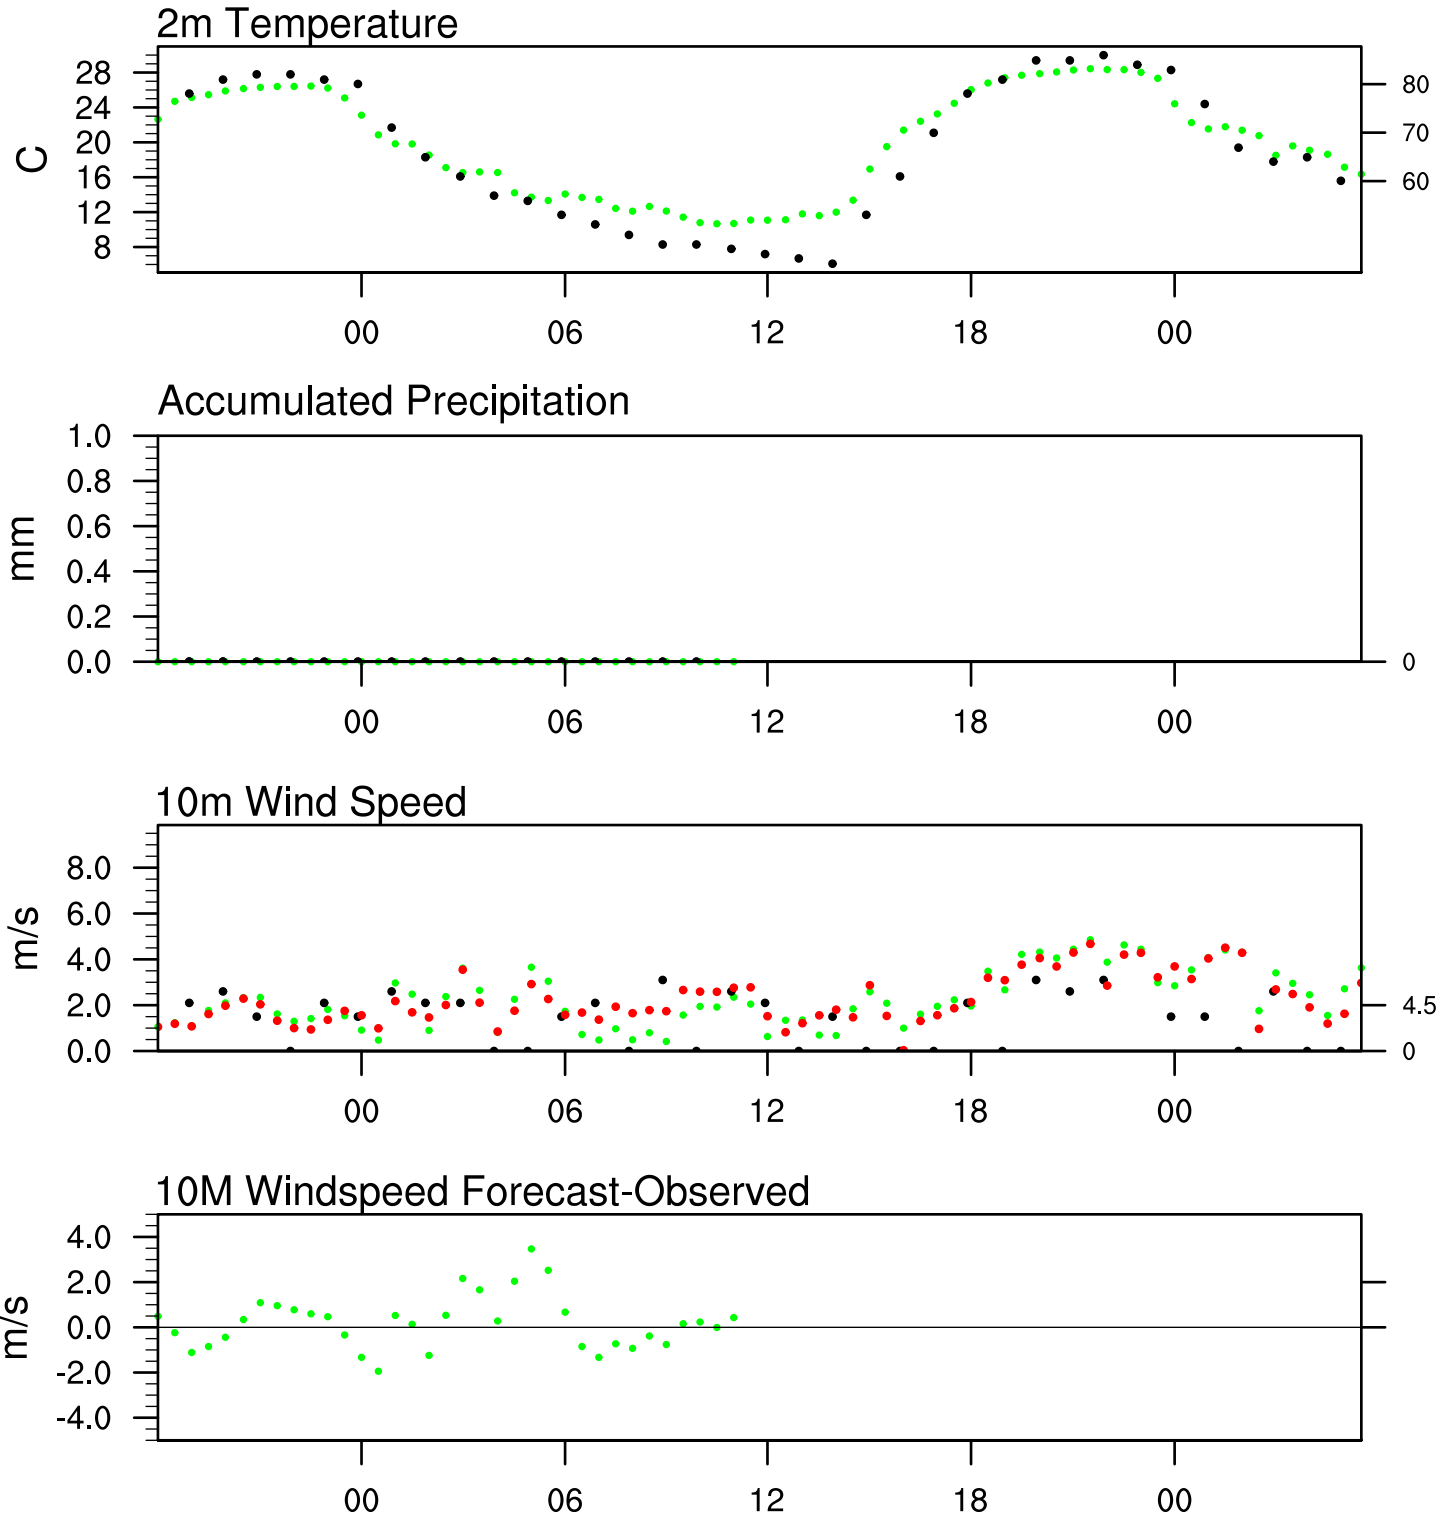 2m Temperature
28
24
20
16
12
8
C
80
70
60
00 06 12 18 00
Accumulated Precipitation
1.0
0.8
0.6
0.4
0.2
0.0
mm
0
00 06 12 18 00
10m Wind Speed
8.0
6.0
4.0
2.0
0.0
m/s
4.5
0
00 06 12 18 00
10M Windspeed Forecast-Observed
4.0
2.0
0.0
-2.0
-4.0
m/s
00 06 12 18 00